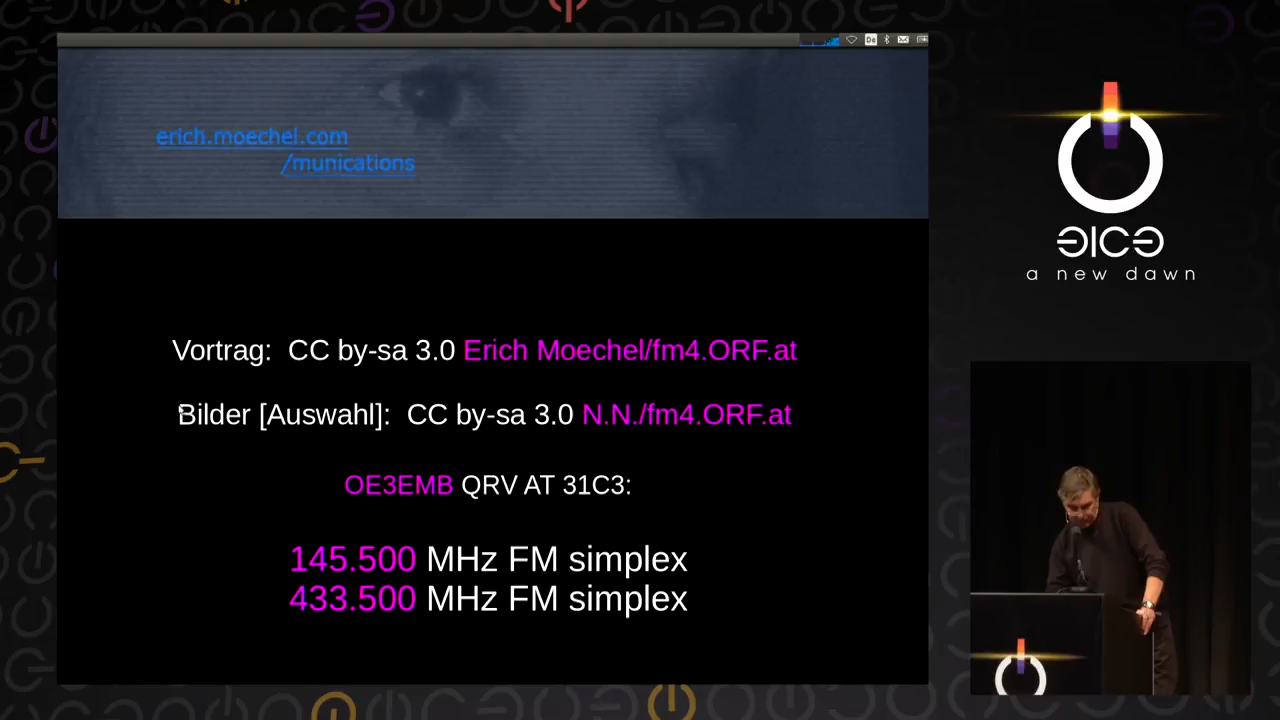 De
erich.moechel.com
/munications
Vortrag: CC by-sa 3.0 Erich Moechel/fm4.ORF.at
Bilder [Auswahl]: CC by-sa 3.0 N.N./fm4.ORF.at
OE3EMB QRV AT 31C3:
145.500 MHz FM simplex
433.500 MHz FM simplex
31C3
a new dawn